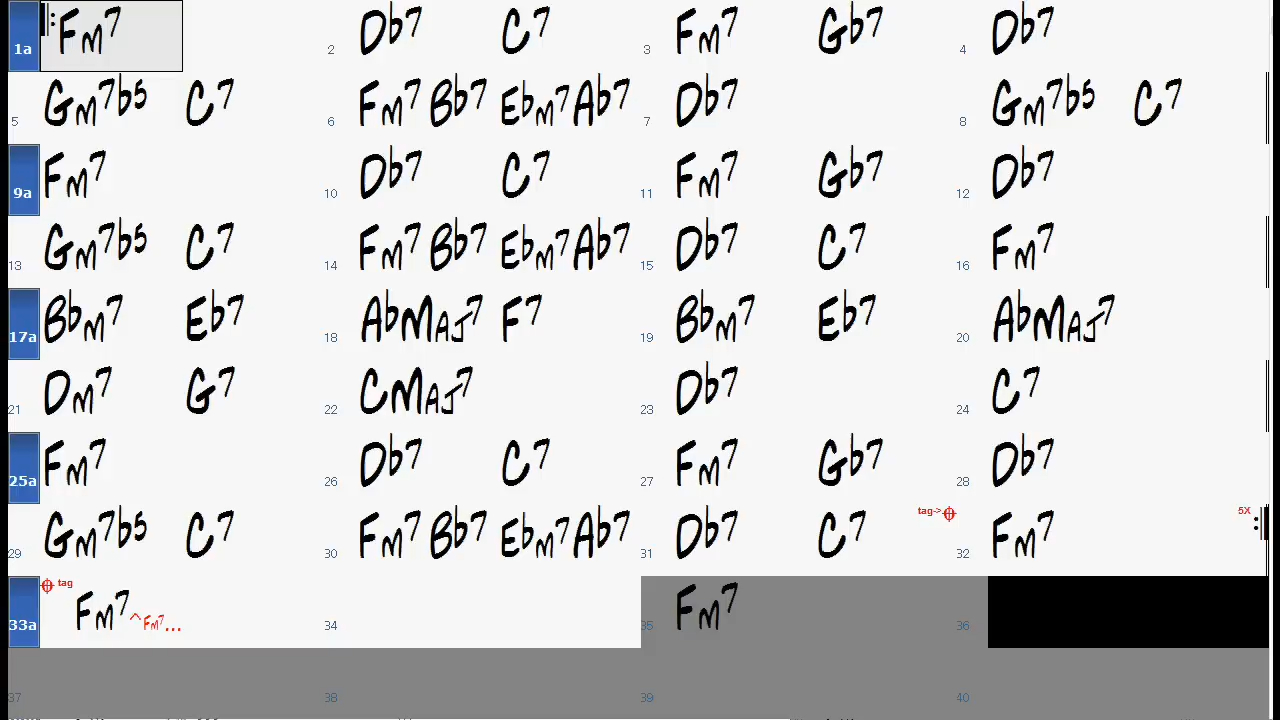 1a Fm7 2 Db7 C7 3 Fm7 Gb7 4 Db7
5 Gm7b5 C7 6 Fm7 Bb7 Ebm7 Ab7 7 Db7 8 Gm7b5 C7
9a Fm7 10 Db7 C7 11 Fm7 Gb7 12 Db7
13 Gm7b5 C7 14 Fm7 Bb7 Ebm7 Ab7 15 Db7 C7 16 Fm7
17a Bbm7 Eb7 18 AbMaj7 F7 19 Bbm7 Eb7 20 AbMaj7
21 Dm7 G7 22 CMaj7 23 Db7 24 C7
25a Fm7 26 Db7 C7 27 Fm7 Gb7 28 Db7
29 Gm7b5 C7 30 Fm7 Bb7 Ebm7 Ab7 31 Db7 C7 tag-> 32 Fm7 5X
33a tag Fm7 ^Fm7... 34 35 Fm7 36
37 38 39 40